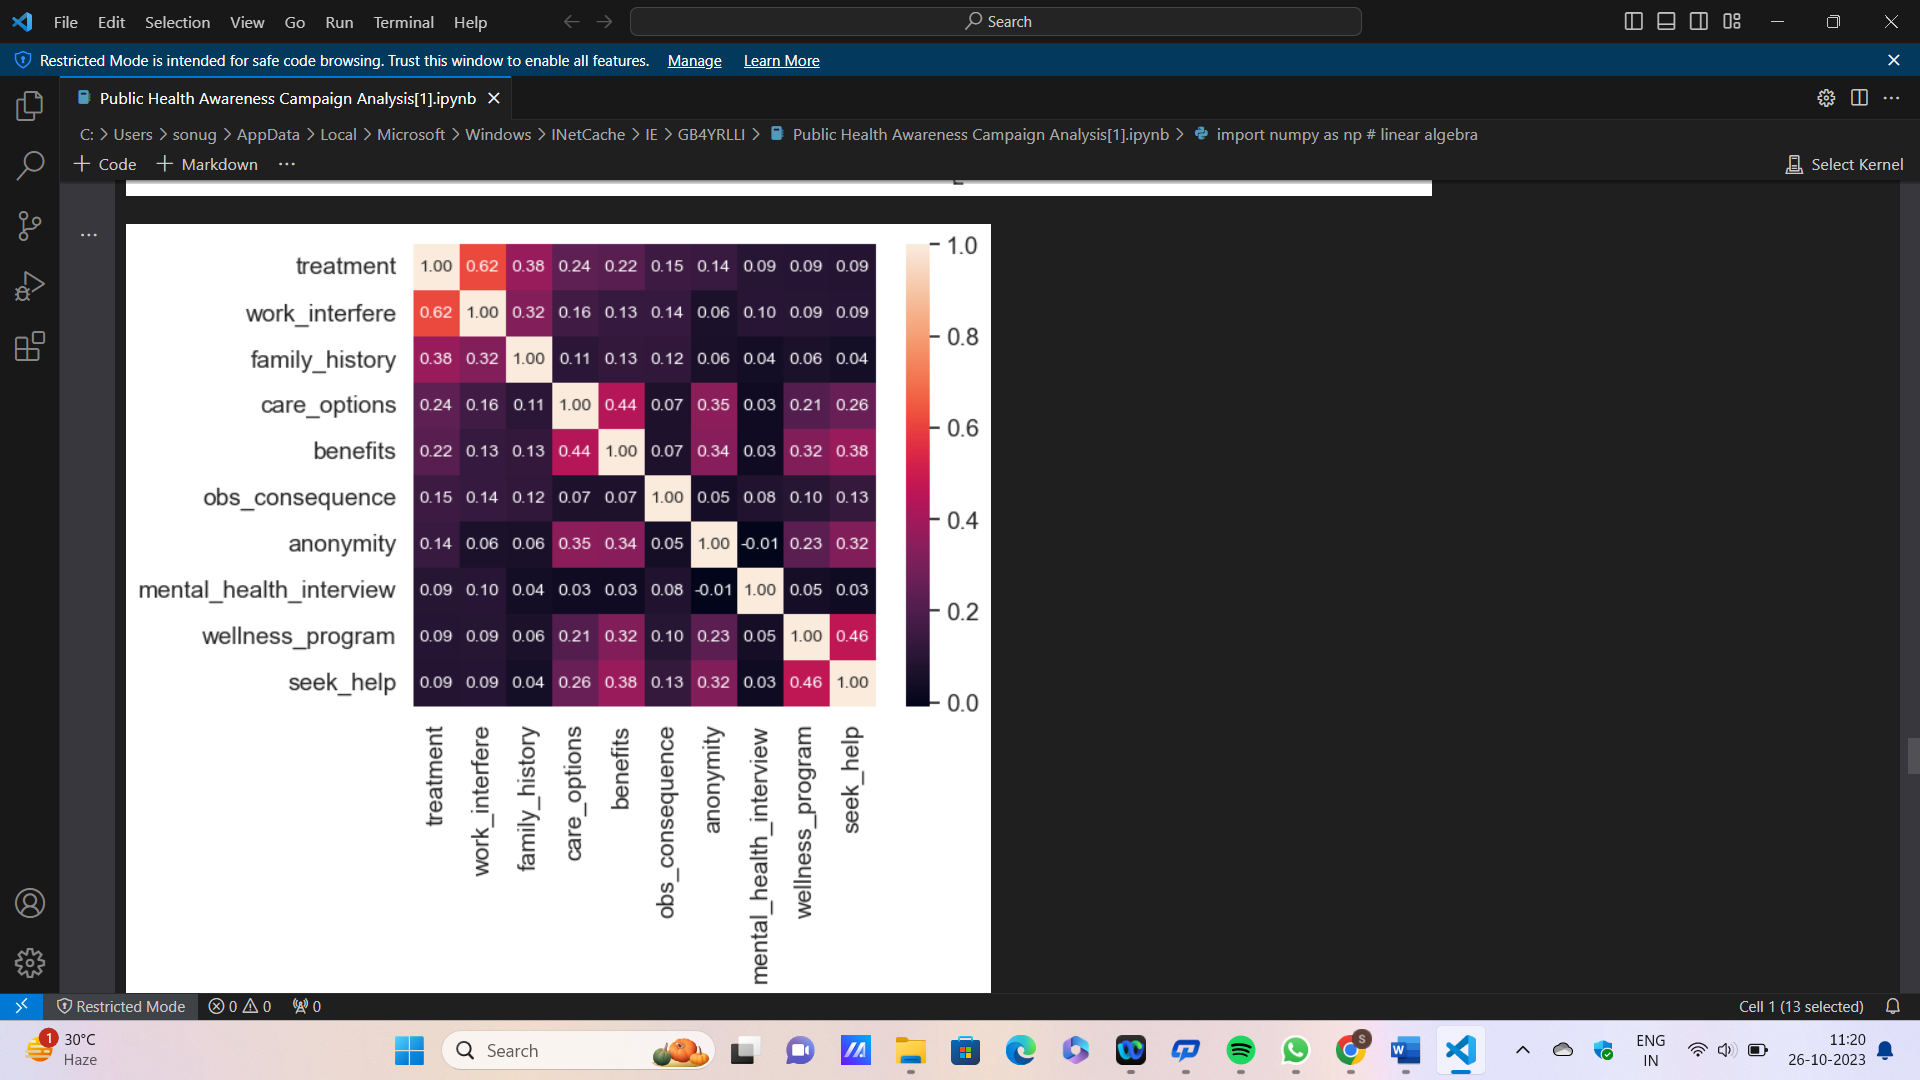 File Edit Selection View Go Run Terminal Help
Search
Restricted Mode is intended for safe code browsing. Trust this window to enable all features. Manage Learn More
Public Health Awareness Campaign Analysis[1].ipynb
C: > Users > sonug > AppData > Local > Microsoft > Windows > INetCache > IE > GB4YRLLI > Public Health Awareness Campaign Analysis[1].ipynb > import numpy as np # linear algebra
+ Code + Markdown ...
Select Kernel
treatment 1.00 0.62 0.38 0.24 0.22 0.15 0.14 0.09 0.09 0.09
work_interfere 0.62 1.00 0.32 0.16 0.13 0.14 0.06 0.10 0.09 0.09
family_history 0.38 0.32 1.00 0.11 0.13 0.12 0.06 0.04 0.06 0.04
care_options 0.24 0.16 0.11 1.00 0.44 0.07 0.35 0.03 0.21 0.26
benefits 0.22 0.13 0.13 0.44 1.00 0.07 0.34 0.03 0.32 0.38
obs_consequence 0.15 0.14 0.12 0.07 0.07 1.00 0.05 0.08 0.10 0.13
anonymity 0.14 0.06 0.06 0.35 0.34 0.05 1.00 -0.01 0.23 0.32
mental_health_interview 0.09 0.10 0.04 0.03 0.03 0.08 -0.01 1.00 0.05 0.03
wellness_program 0.09 0.09 0.06 0.21 0.32 0.10 0.23 0.05 1.00 0.46
seek_help 0.09 0.09 0.04 0.26 0.38 0.13 0.32 0.03 0.46 1.00
1.0
0.8
0.6
0.4
0.2
0.0
treatment
work_interfere
family_history
care_options
benefits
obs_consequence
anonymity
mental_health_interview
wellness_program
seek_help
Restricted Mode 0 0 0
Cell 1 (13 selected)
1
30°C
Haze
Search
S
ENG
IN
11:20
26-10-2023